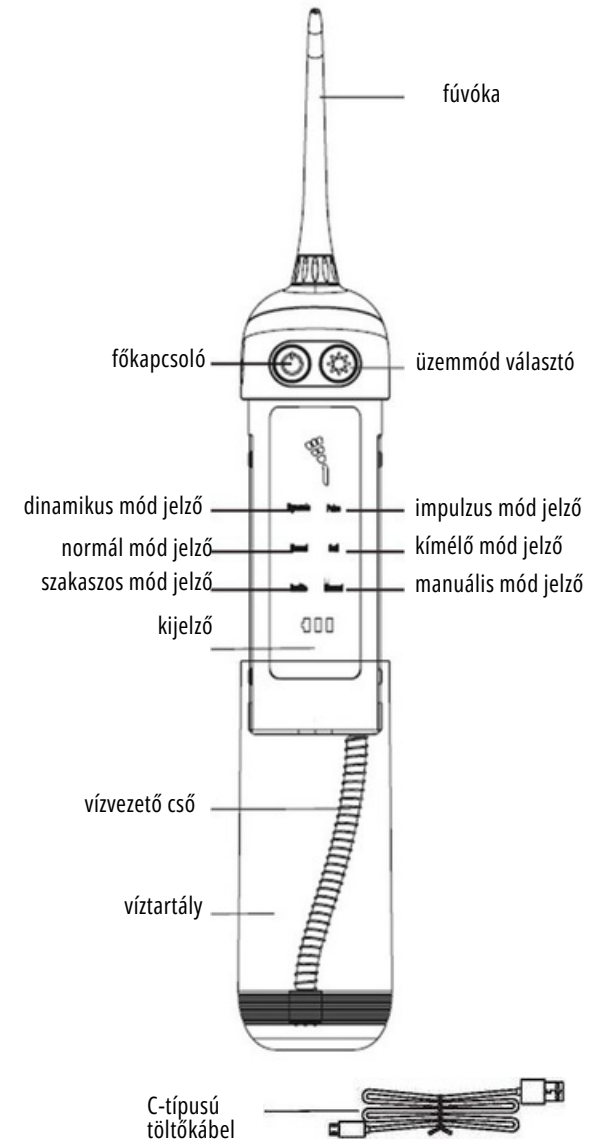 fúvóka
főkapcsoló
üzemmód választó
dinamikus mód jelző
impulzus mód jelző
normál mód jelző
kímélő mód jelző
szakaszos mód jelző
manuális mód jelző
kijelző
vízvezető cső
víztartály
C-típusú
töltőkábel